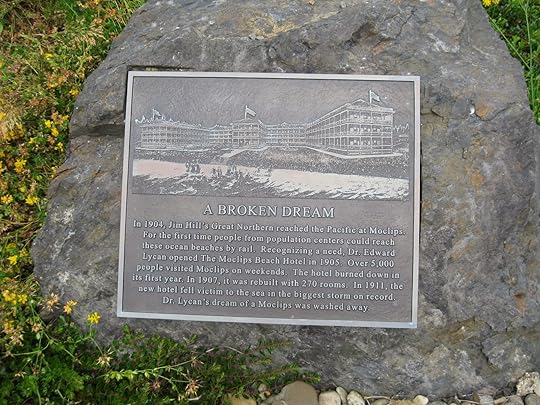 A BROKEN DREAM
In 1904, Jim Hill's Great Northern reached the Pacific at Moclips.
For the first time people from population centers could reach
these ocean beaches by rail. Recognizing a need, Dr. Edward
Lycan opened The Moclips Beach Hotel in 1905. Over 5,000
people visited Moclips on weekends. The hotel burned down in
its first year. In 1907, it was rebuilt with 270 rooms. In 1911, the
new hotel fell victim to the sea in the biggest storm on record.
Dr. Lycan's dream of a Moclips was washed away.